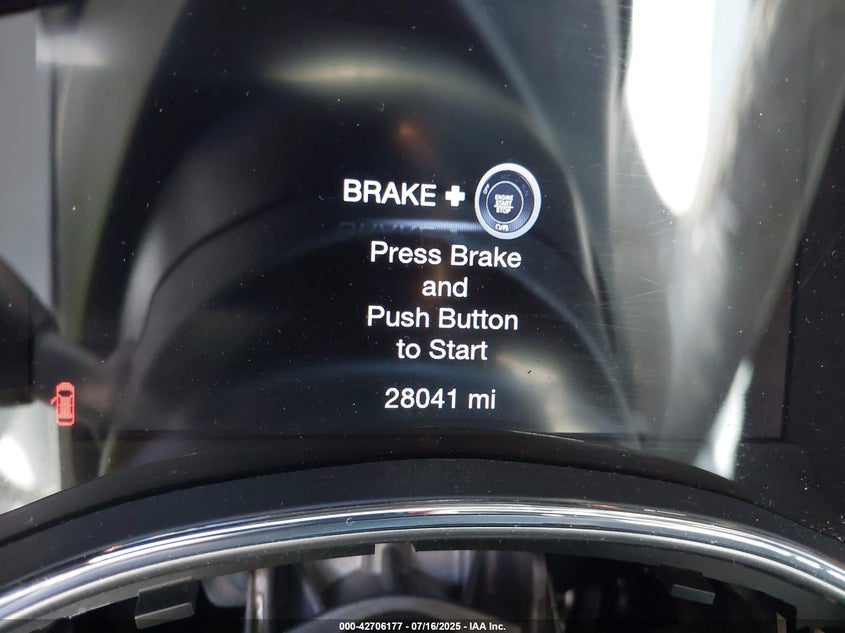 BRAKE +
ENGINE
START
STOP
Press Brake
and
Push Button
to Start
28041 mi
000-42706177 - 07/16/2025 - IAA Inc.